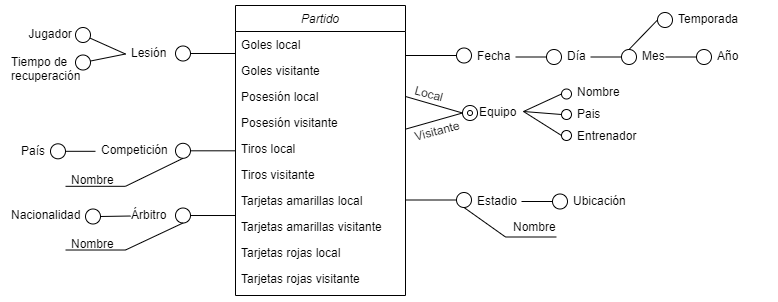 Partido
Goles local
Goles visitante
Posesión local
Posesión visitante
Tiros local
Tiros visitante
Tarjetas amarillas local
Tarjetas amarillas visitante
Tarjetas rojas local
Tarjetas rojas visitante
Jugador
Tiempo de
recuperación
Lesión
País
Competición
Nombre
Nacionalidad
Árbitro
Nombre
Fecha
Día
Mes
Año
Temporada
Local
Visitante
Equipo
Nombre
Pais
Entrenador
Estadio
Ubicación
Nombre